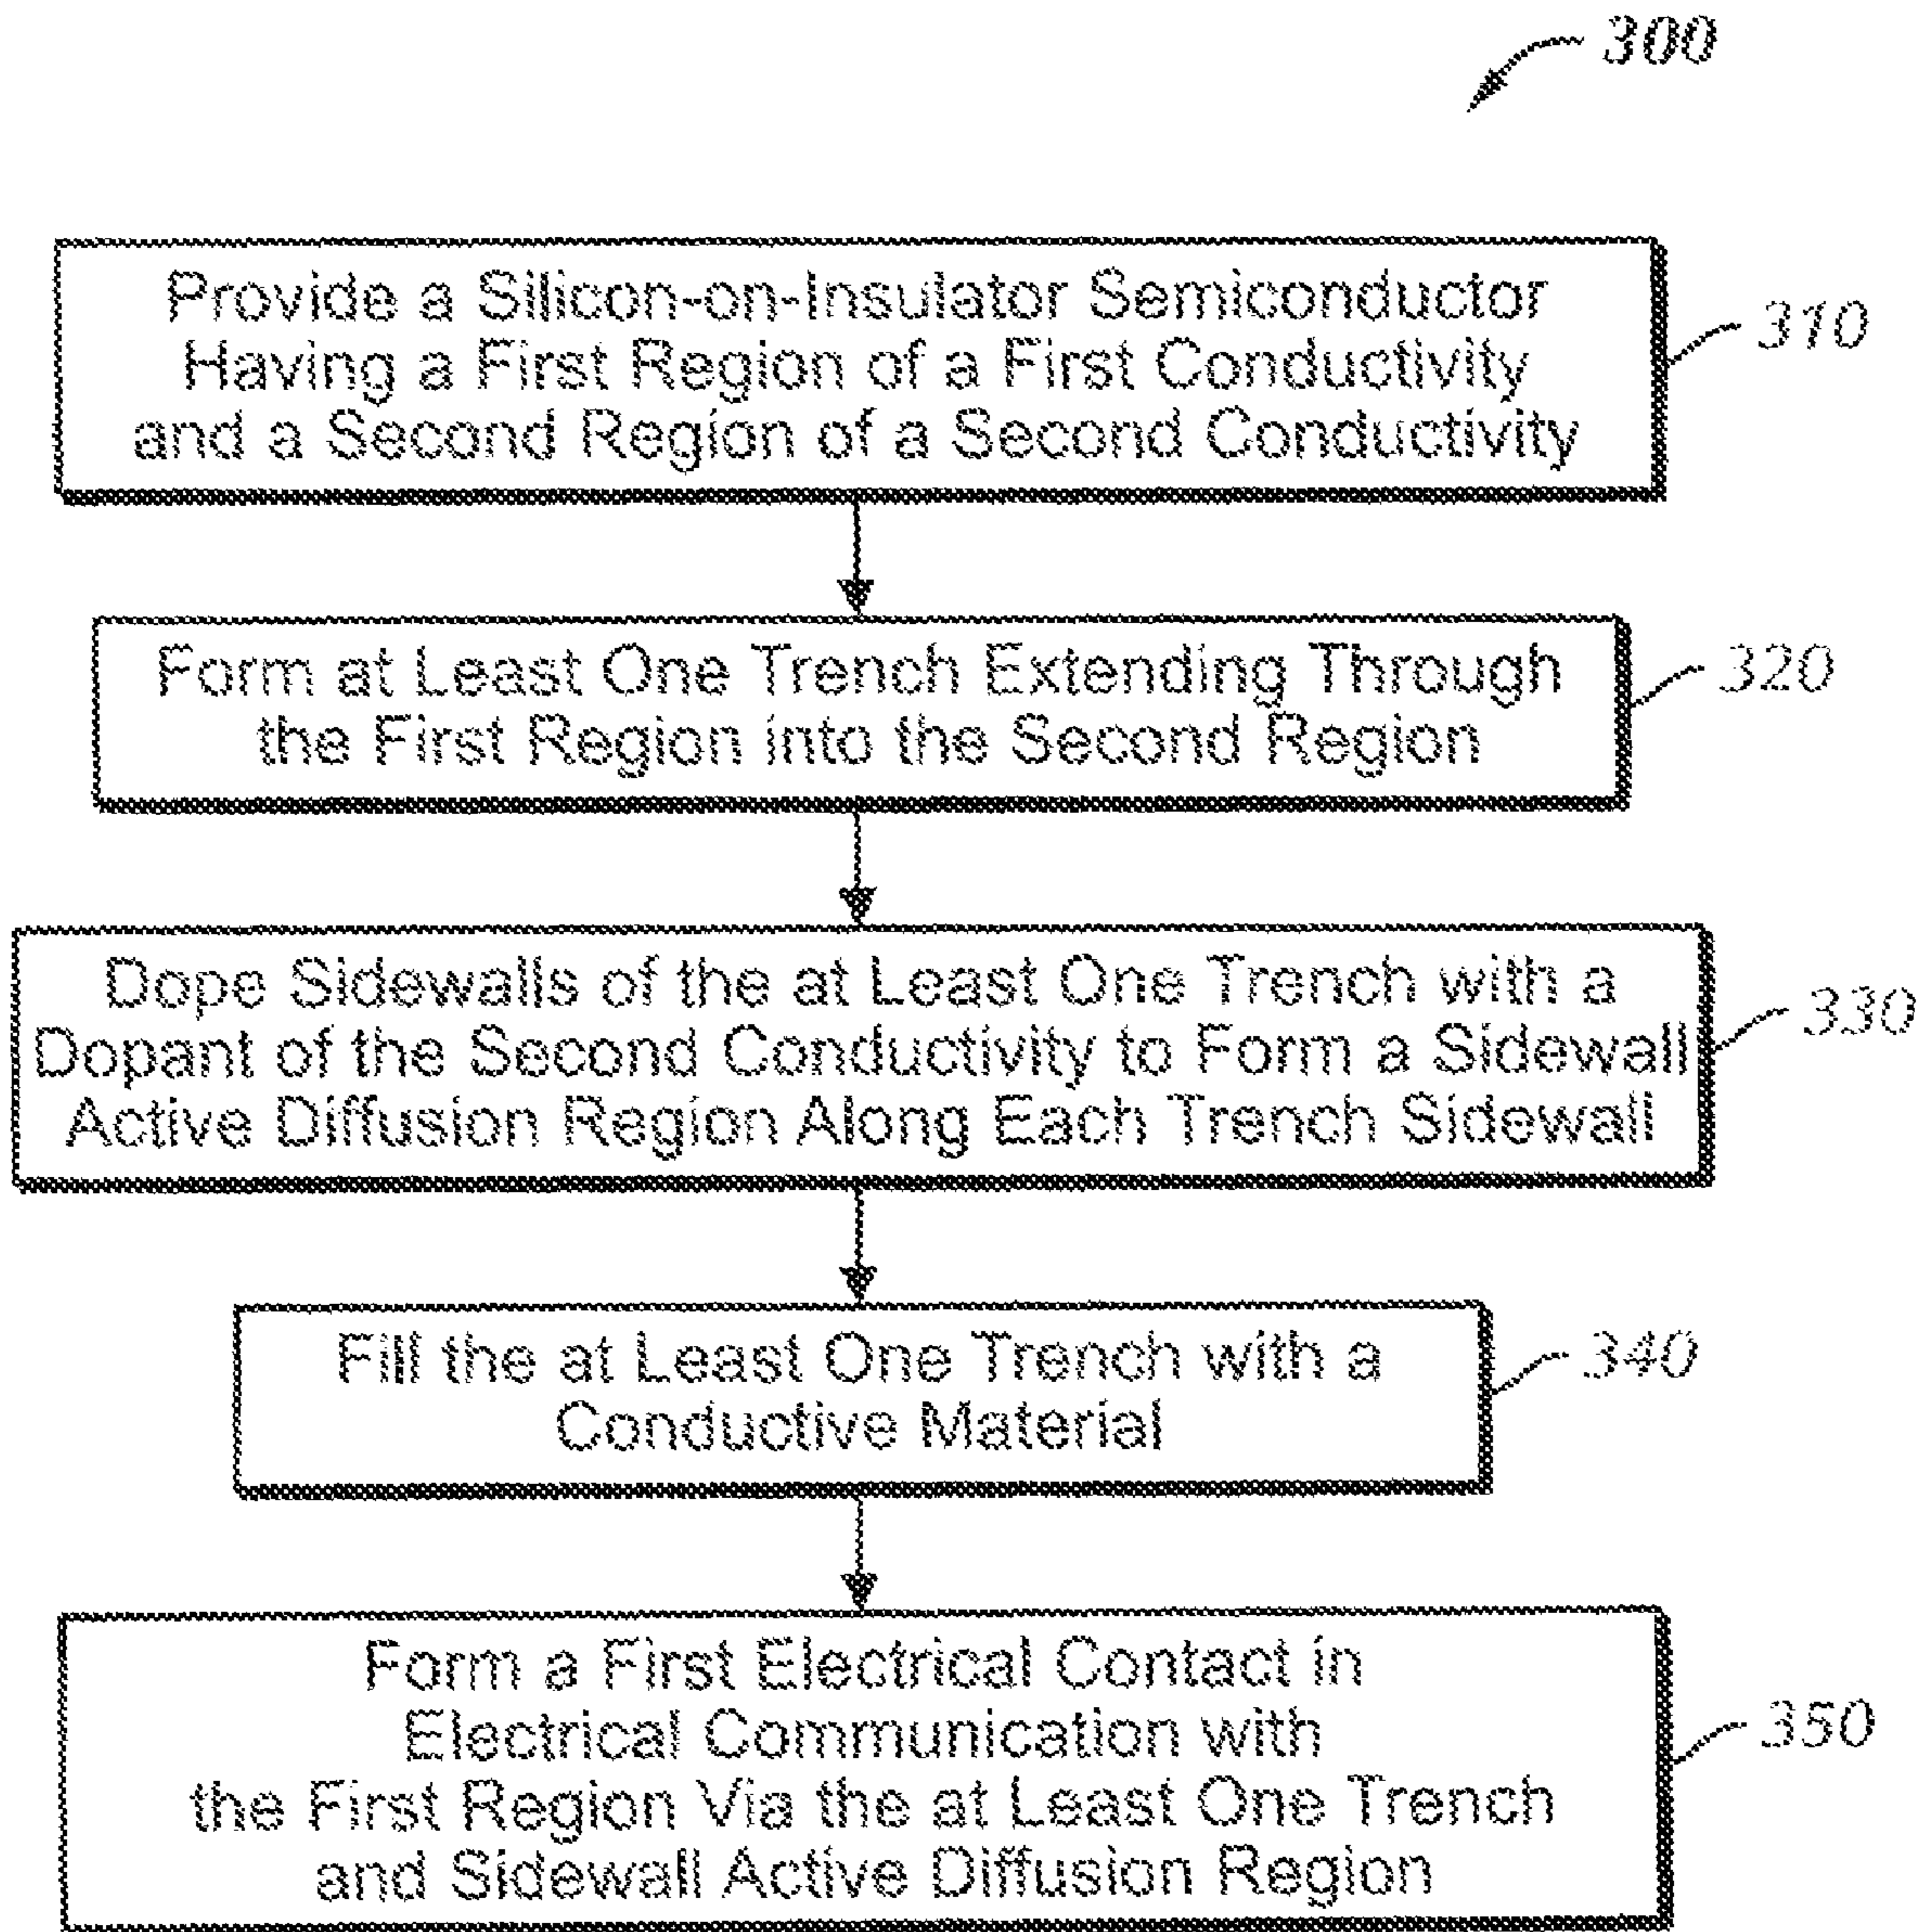 300
Provide a Silicon-on-Insulator Semiconductor
Having a First Region of a First Conductivity
and a Second Region of a Second Conductivity
310
Form at Least One Trench Extending Through
the First Region into the Second Region
320
Dope Sidewalls of the at Least One Trench with a
Dopant of the Second Conductivity to Form a Sidewall
Active Diffusion Region Along Each Trench Sidewall
330
Fill the at Least One Trench with a
Conductive Material
340
Form a First Electrical Contact in
Electrical Communication with
the First Region Via the at Least One Trench
and Sidewall Active Diffusion Region
350